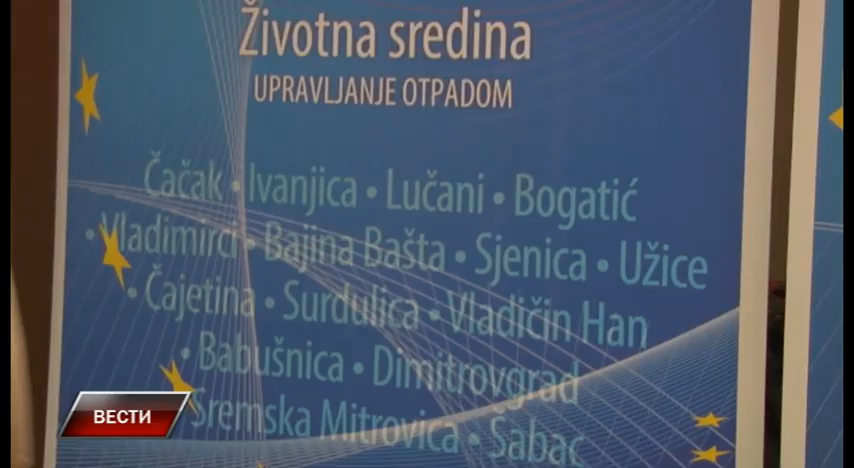 Životna sredina
UPRAVLJANJE OTPADOM
Čačak • Ivanjica • Lučani • Bogatić
• Vladimirci • Bajina Bašta • Sjenica • Užice
• Čajetina • Surdulica • Vladičin Han
• Babušnica • Dimitrovgrad
Sremska Mitrovica • Šabac
ВЕСТИ